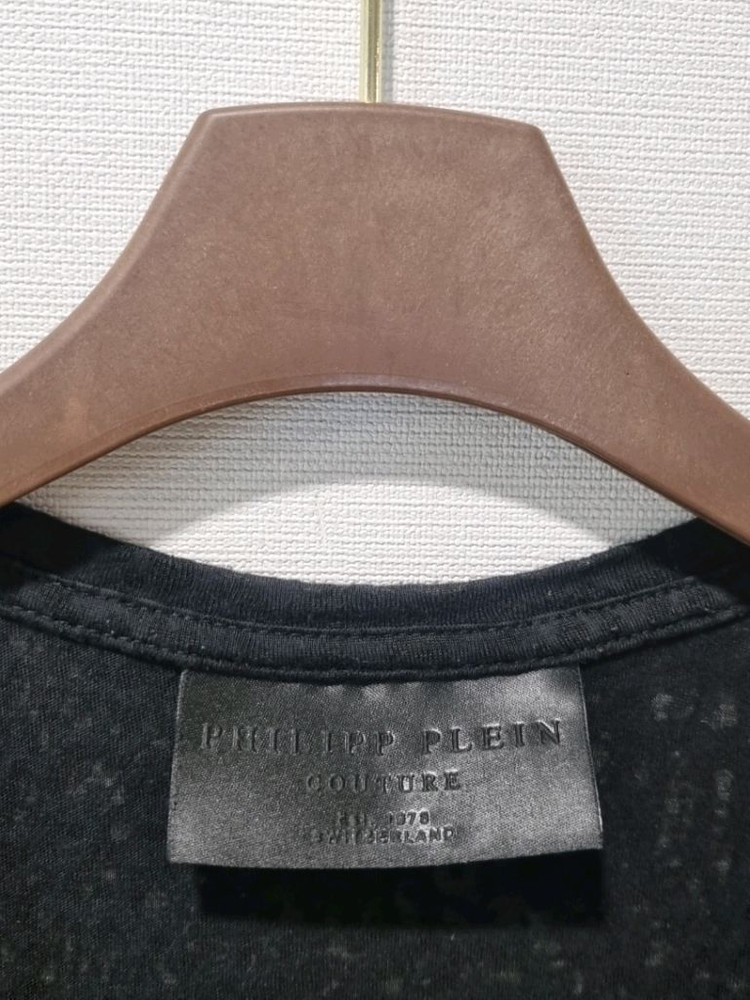 PHILIPP PLEIN
COUTURE
EST. 1978
SWITZERLAND